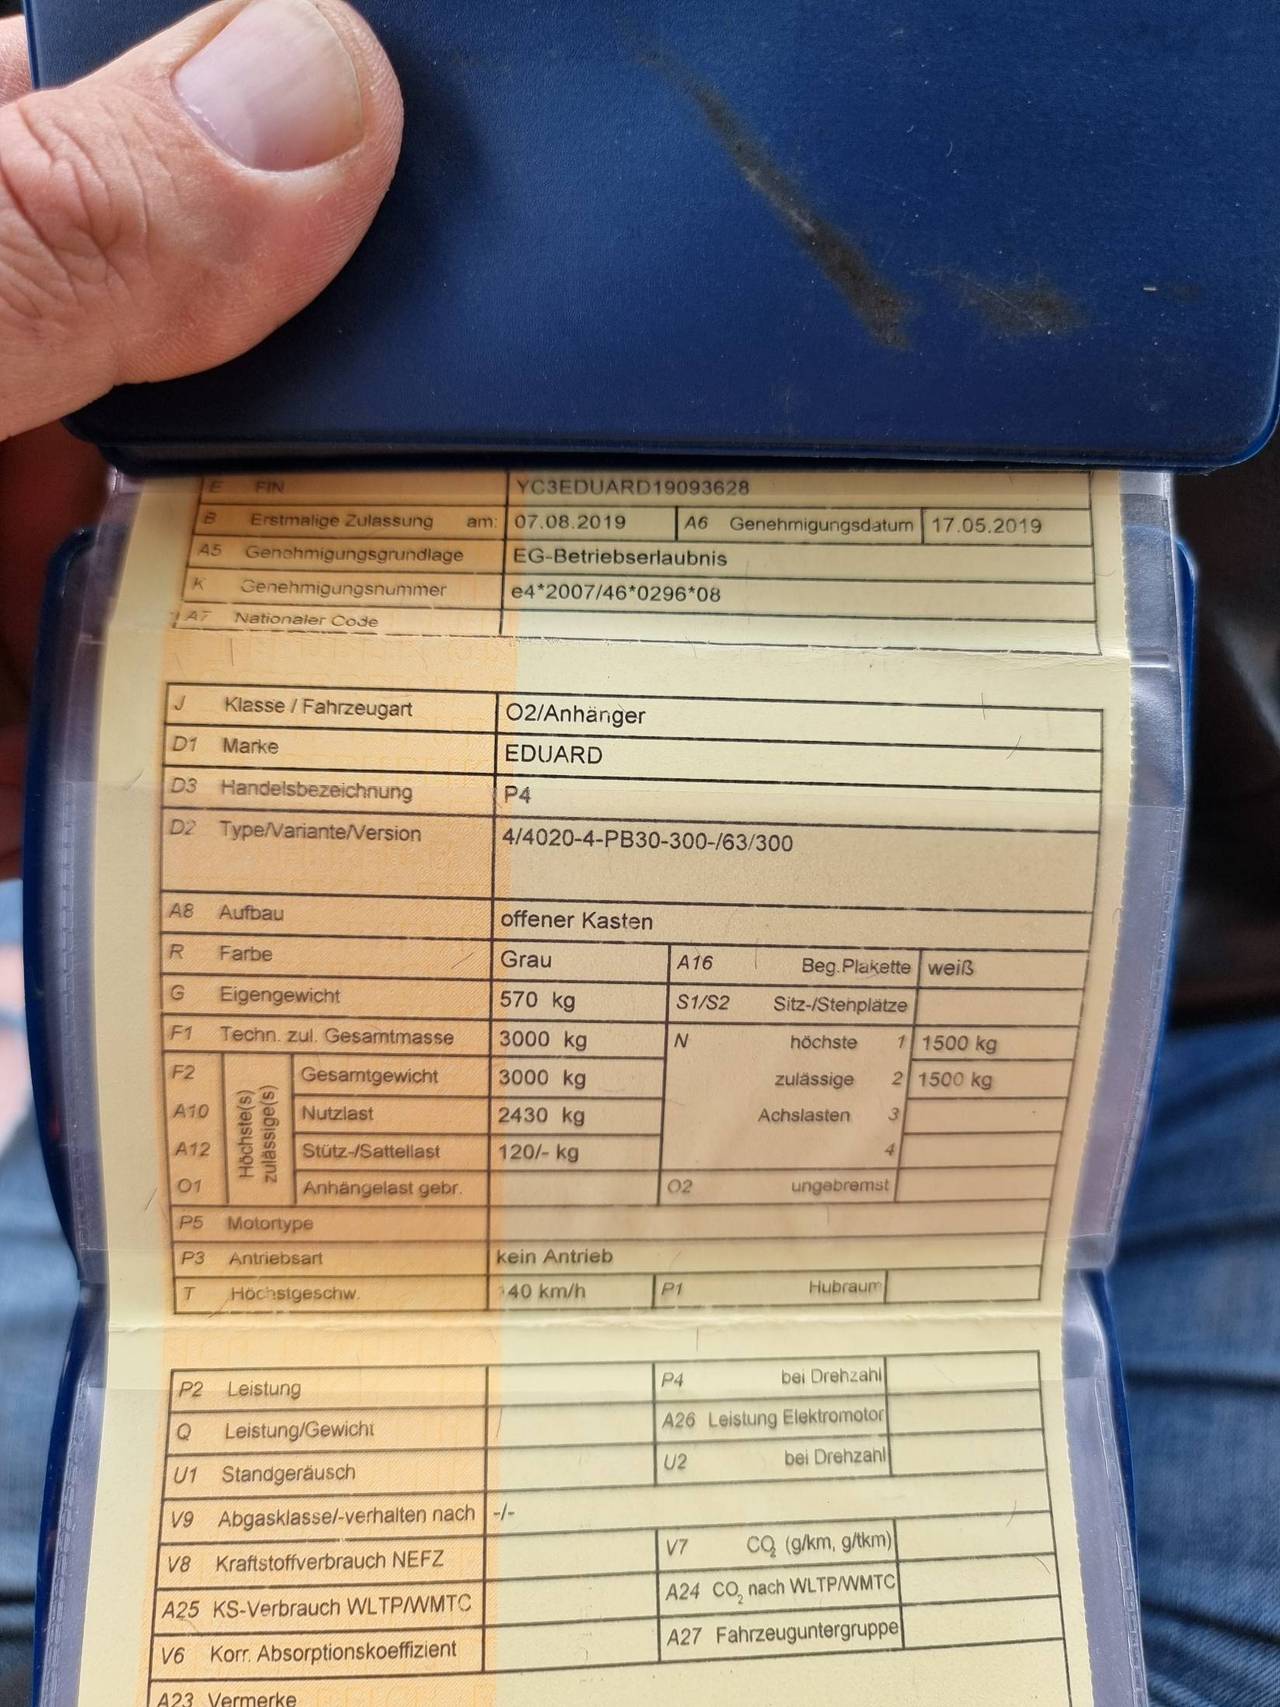 E FIN YC3EDUARD19093628
B Erstmalige Zulassung am: 07.08.2019 A6 Genehmigungsdatum 17.05.2019
A5 Genehmigungsgrundlage EG-Betriebserlaubnis
K Genehmigungsnummer e4*2007/46*0296*08
A7 Nationaler Code
J Klasse / Fahrzeugart O2/Anhänger
D1 Marke EDUARD
D3 Handelsbezeichnung P4
D2 Type/Variante/Version 4/4020-4-PB30-300-/63/300
A8 Aufbau offener Kasten
R Farbe Grau A16 Beg.Plakette weiß
G Eigengewicht 570 kg S1/S2 Sitz-/Stehplätze
F1 Techn. zul. Gesamtmasse 3000 kg N höchste 1 1500 kg
F2 Höchste(s) zulässige(s) Gesamtgewicht 3000 kg zulässige 2 1500 kg
A10 Nutzlast 2430 kg Achslasten 3
A12 Stütz-/Sattellast 120/- kg 4
O1 Anhängelast gebr. O2 ungebremst
P5 Motortype
P3 Antriebsart kein Antrieb
T Höchstgeschw. 40 km/h P1 Hubraum
P2 Leistung P4 bei Drehzahl
Q Leistung/Gewicht A26 Leistung Elektromotor
U1 Standgeräusch U2 bei Drehzahl
V9 Abgasklasse/-verhalten nach -/-
V8 Kraftstoffverbrauch NEFZ V7 CO2 (g/km, g/tkm)
A25 KS-Verbrauch WLTP/WMTC A24 CO2 nach WLTP/WMTC
V6 Korr. Absorptionskoeffizient A27 Fahrzeuguntergruppe
A23 Vermerke